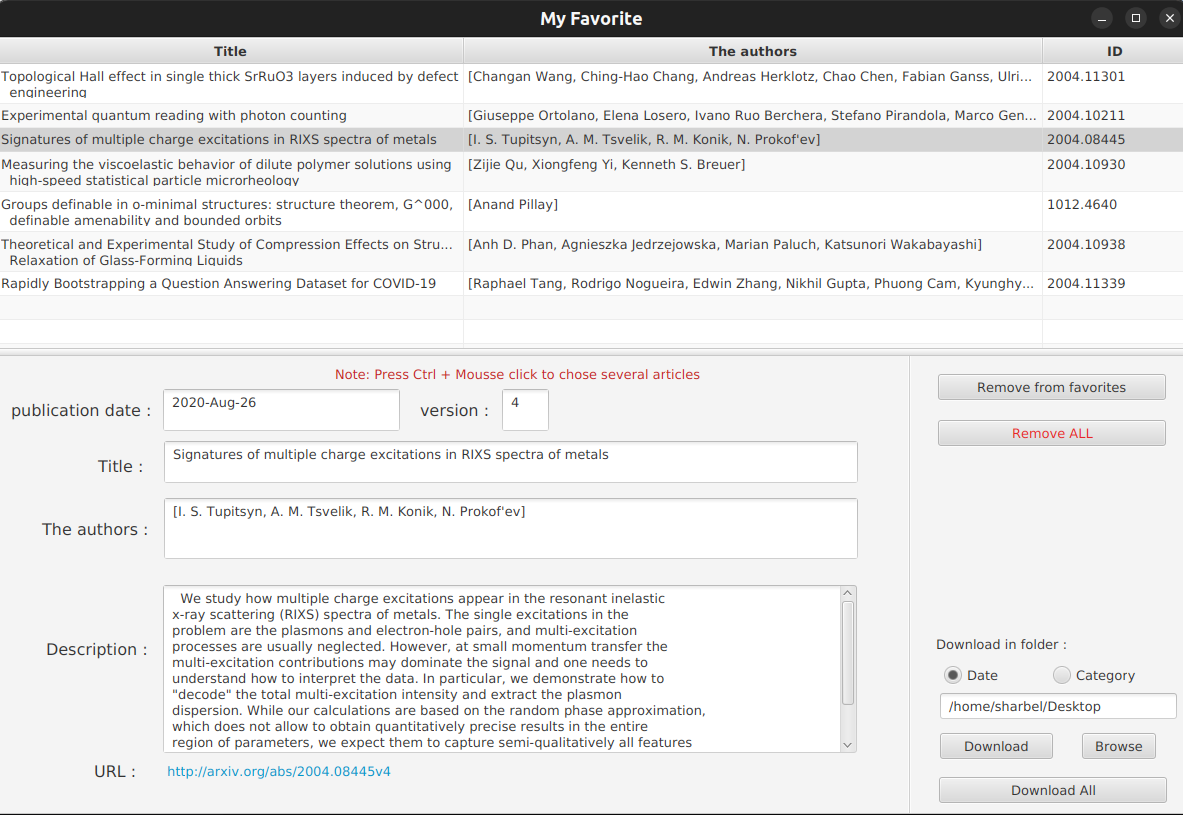 My Favorite
Title The authors ID
Topological Hall effect in single thick SrRuO3 layers induced by defect [Changan Wang, Ching-Hao Chang, Andreas Herklotz, Chao Chen, Fabian Ganss, Ulri... 2004.11301
engineering
Experimental quantum reading with photon counting [Giuseppe Ortolano, Elena Losero, Ivano Ruo Berchera, Stefano Pirandola, Marco Gen... 2004.10211
Signatures of multiple charge excitations in RIXS spectra of metals [I. S. Tupitsyn, A. M. Tsvelik, R. M. Konik, N. Prokof'ev] 2004.08445
Measuring the viscoelastic behavior of dilute polymer solutions using [Zijie Qu, Xiongfeng Yi, Kenneth S. Breuer] 2004.10930
high-speed statistical particle microrheology
Groups definable in o-minimal structures: structure theorem, G^000, [Anand Pillay] 1012.4640
definable amenability and bounded orbits
Theoretical and Experimental Study of Compression Effects on Stru... [Anh D. Phan, Agnieszka Jedrzejowska, Marian Paluch, Katsunori Wakabayashi] 2004.10938
Relaxation of Glass-Forming Liquids
Rapidly Bootstrapping a Question Answering Dataset for COVID-19 [Raphael Tang, Rodrigo Nogueira, Edwin Zhang, Nikhil Gupta, Phuong Cam, Kyunghy... 2004.11339
Note: Press Ctrl + Mousse click to chose several articles
publication date : 2020-Aug-26 version : 4
Title : Signatures of multiple charge excitations in RIXS spectra of metals
The authors : [I. S. Tupitsyn, A. M. Tsvelik, R. M. Konik, N. Prokof'ev]
Description :
We study how multiple charge excitations appear in the resonant inelastic
x-ray scattering (RIXS) spectra of metals. The single excitations in the
problem are the plasmons and electron-hole pairs, and multi-excitation
processes are usually neglected. However, at small momentum transfer the
multi-excitation contributions may dominate the signal and one needs to
understand how to interpret the data. In particular, we demonstrate how to
"decode" the total multi-excitation intensity and extract the plasmon
dispersion. While our calculations are based on the random phase approximation,
which does not allow to obtain quantitatively precise results in the entire
region of parameters, we expect them to capture semi-qualitatively all features
URL : http://arxiv.org/abs/2004.08445v4
Remove from favorites
Remove ALL
Download in folder :
Date Category
/home/sharbel/Desktop
Download Browse
Download All